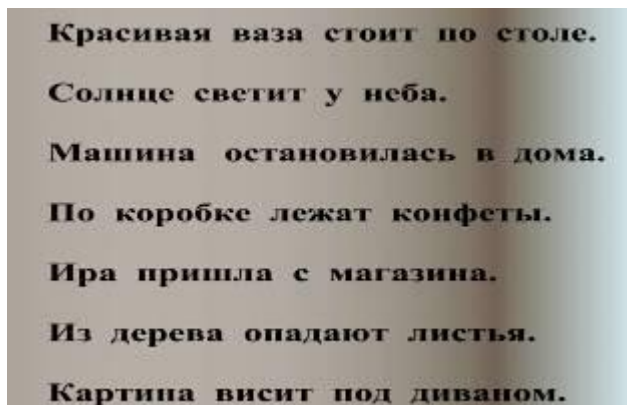 Красивая ваза стоит по столе.
Солнце светит у неба.
Машина остановилась в дома.
По коробке лежат конфеты.
Ира пришла с магазина.
Из дерева опадают листья.
Картина висит под диваном.